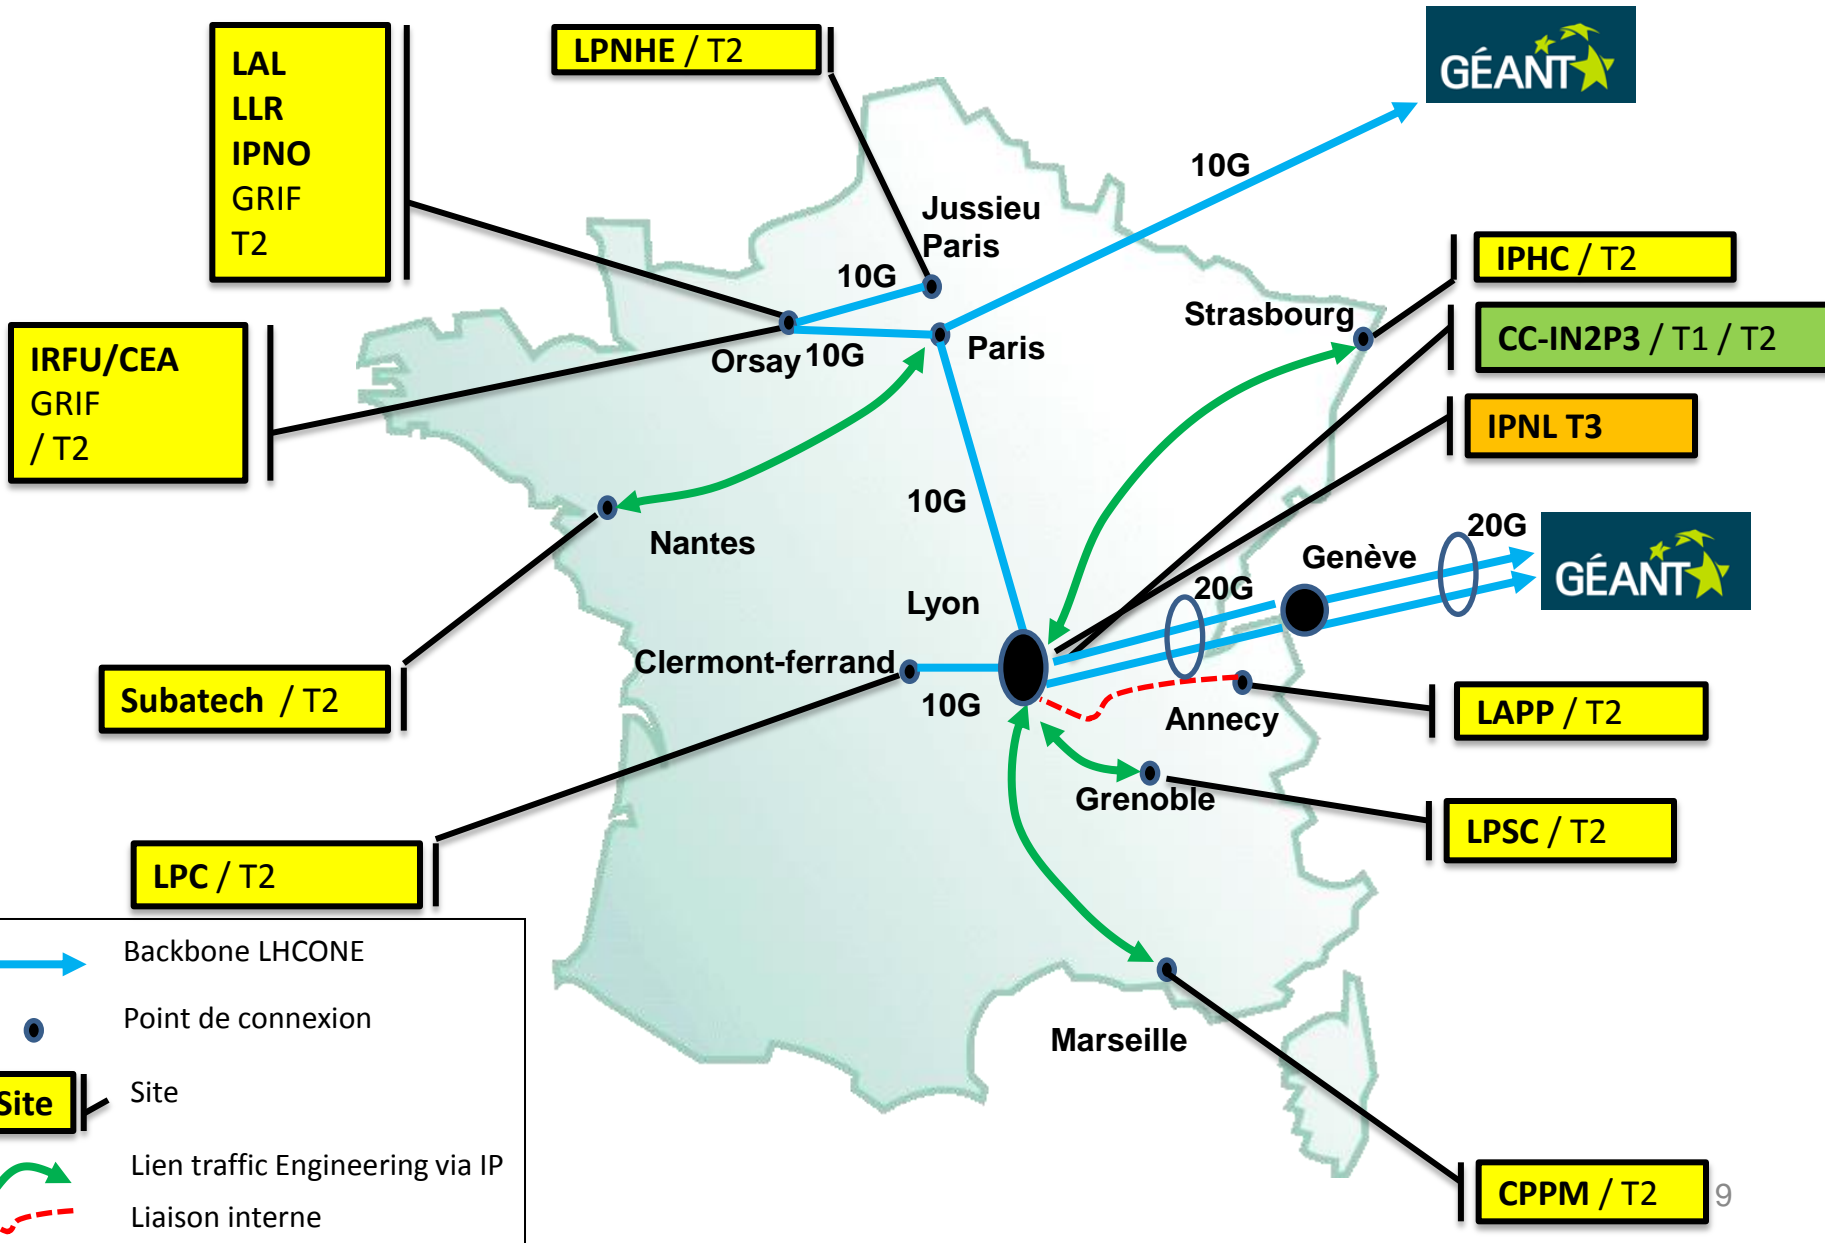 LAL
LLR
IPNO
GRIF
T2
LPNHE / T2
GÉANT
10G
Jussieu
Paris
10G
IPHC / T2
Strasbourg
CC-IN2P3 / T1 / T2
IRFU/CEA
GRIF
/ T2
Orsay
10G
Paris
IPNL T3
10G
Nantes
20G
Genève
GÉANT
Lyon
20G
Clermont-ferrand
10G
Subatech / T2
Annecy
LAPP / T2
Grenoble
LPSC / T2
LPC / T2
Backbone LHCONE
Point de connexion
Marseille
Site
Site
Lien traffic Engineering via IP
Liaison interne
CPPM / T2
9